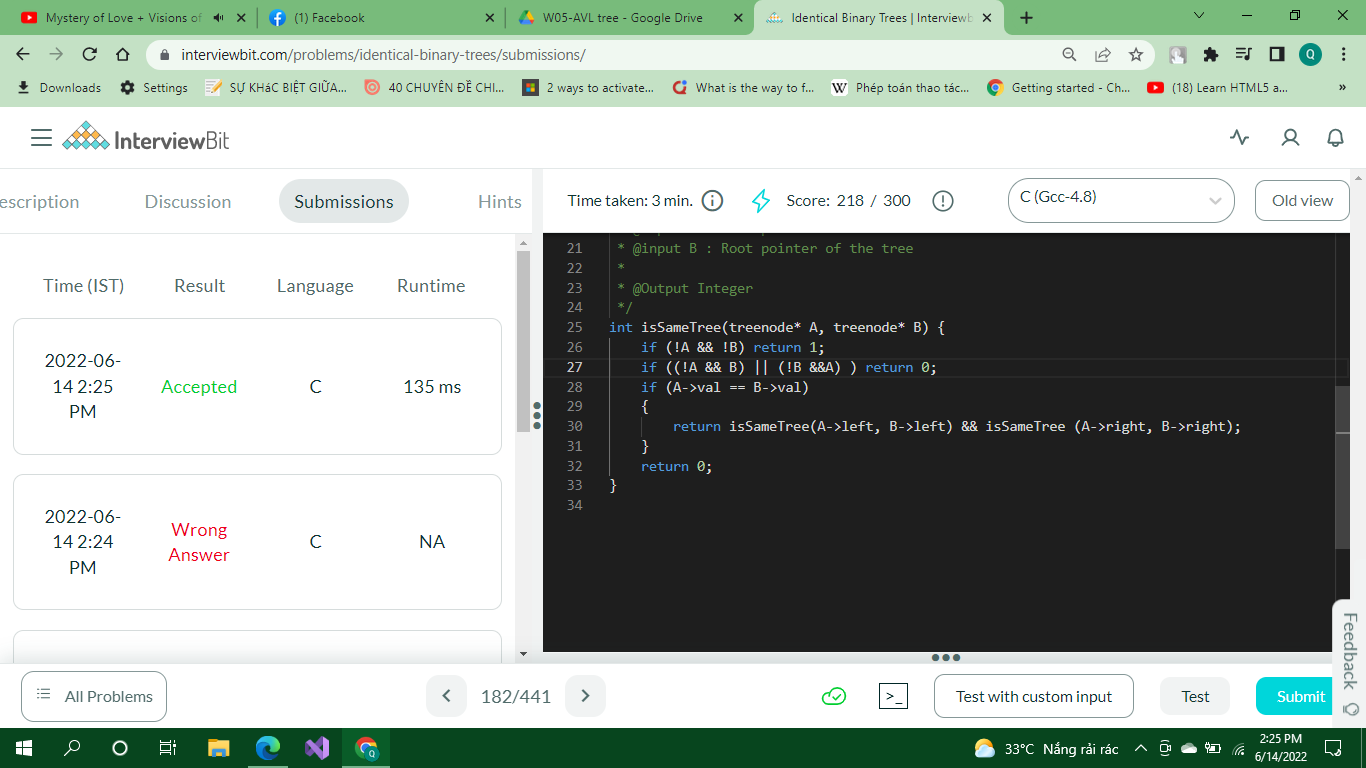 Mystery of Love + Visions of
(1) Facebook
W05-AVL tree - Google Drive
Identical Binary Trees | Interviewb
interviewbit.com/problems/identical-binary-trees/submissions/
Q
Downloads
Settings
SỰ KHáC BIỆT GIỮA...
40 CHUYÊN ĐỀ CHI...
2 ways to activate...
What is the way to f...
W Phép toán thao tác...
Getting started - Ch...
(18) Learn HTML5 a...
»
InterviewBit
escription
Discussion
Submissions
Hints
Time taken: 3 min.
Score: 218 / 300
C (Gcc-4.8)
Old view
Time (IST) Result Language Runtime
2022-06-
14 2:25
PM
Accepted
C
135 ms
2022-06-
14 2:24
PM
Wrong
Answer
C
NA
21 * @input B : Root pointer of the tree
22 *
23 * @Output Integer
24 */
25 int isSameTree(treenode* A, treenode* B) {
26 if (!A && !B) return 1;
27 if ((!A && B) || (!B &&A) ) return 0;
28 if (A->val == B->val)
29 {
30 return isSameTree(A->left, B->left) && isSameTree (A->right, B->right);
31 }
32 return 0;
33 }
34
Feedback
All Problems
182/441
>_
Test with custom input
Test
Submit
33°C Nắng rải rác
2:25 PM
6/14/2022